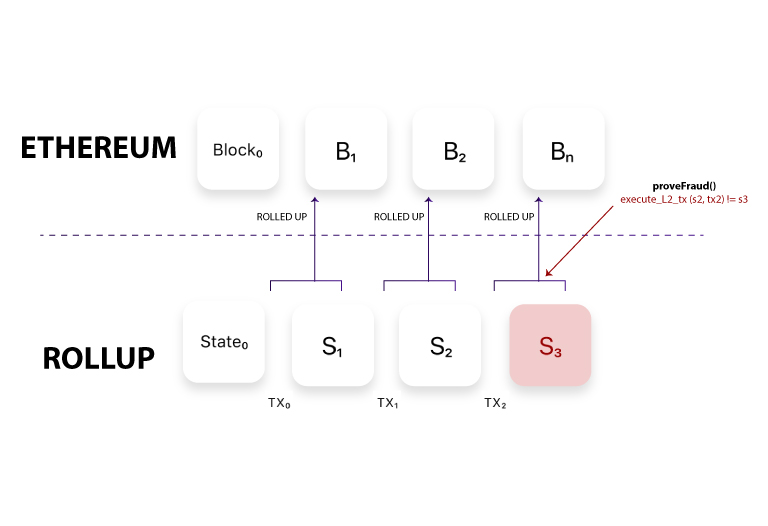 ETHEREUM
Block₀
B₁
B₂
Bₙ
proveFraud()
execute_L2_tx (s2, tx2) != s3
ROLLED UP
ROLLED UP
ROLLED UP
ROLLUP
State₀
S₁
S₂
S₃
TX₀
TX₁
TX₂